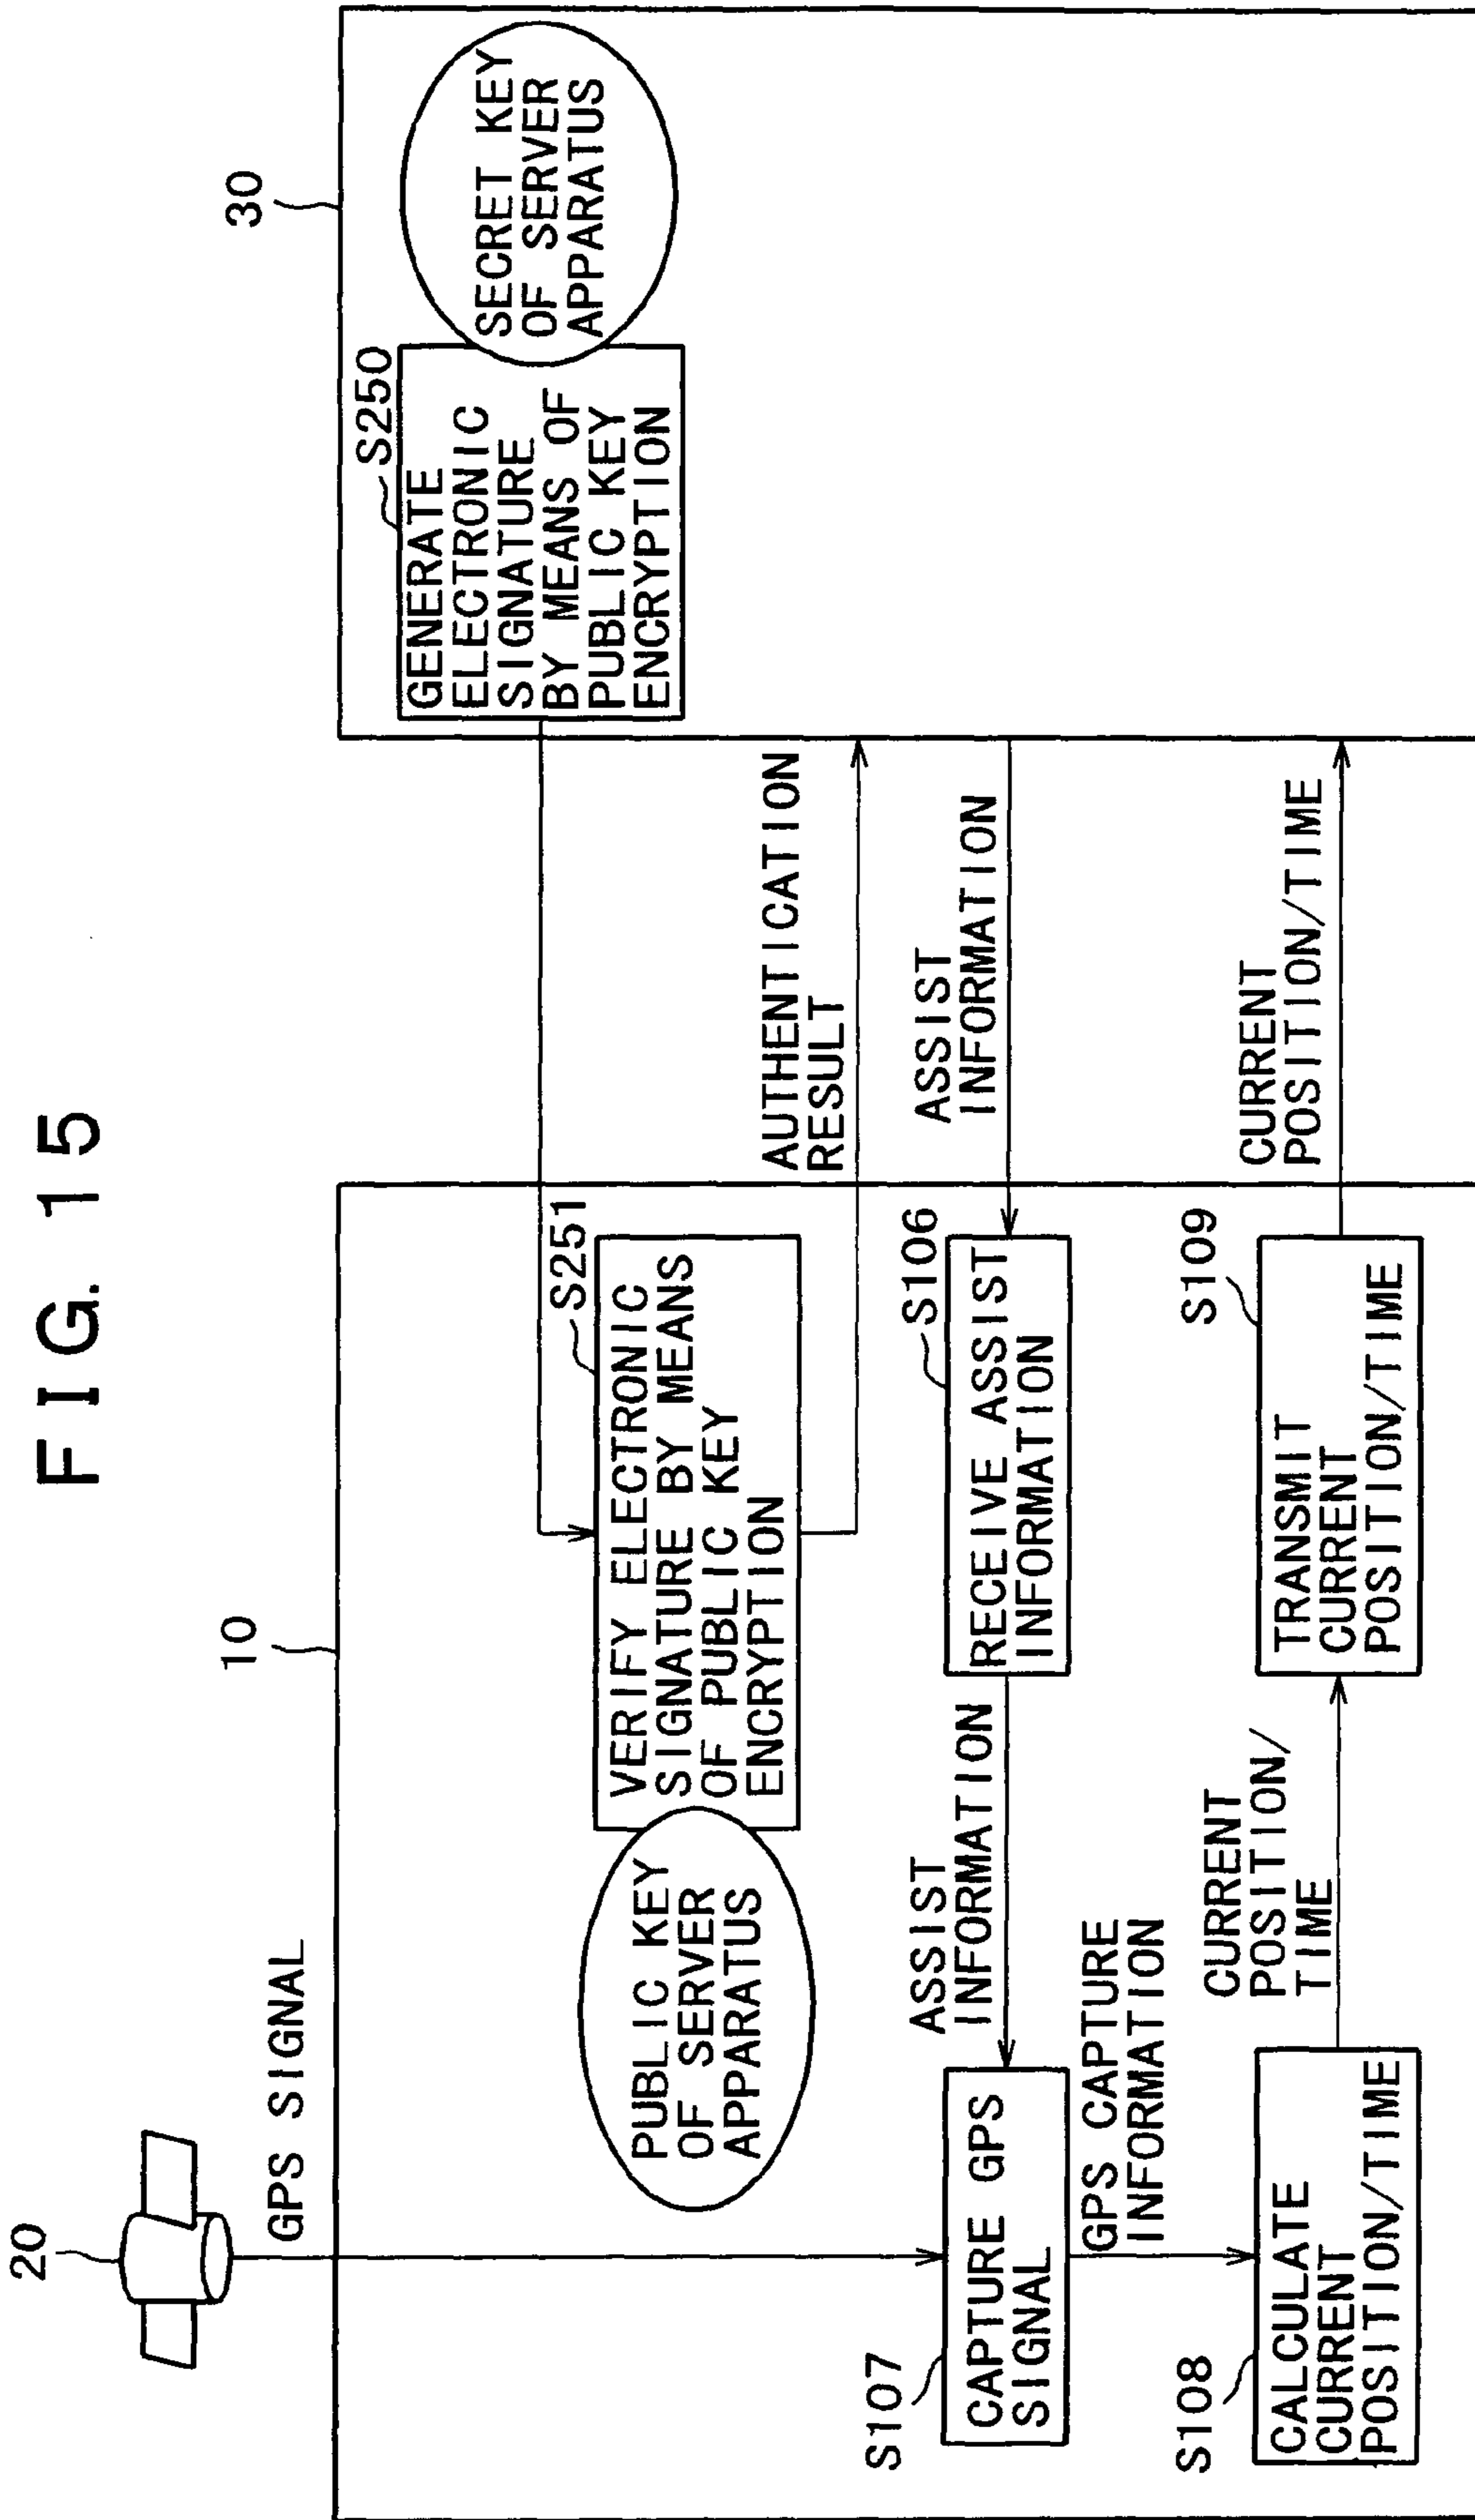 FIG. 15
20
GPS SIGNAL
10
30
PUBLIC KEY
OF SERVER
APPARATUS
S251
VERIFY ELECTRONIC
SIGNATURE BY MEANS
OF PUBLIC KEY
ENCRYPTION
S250
GENERATE
ELECTRONIC
SIGNATURE
BY MEANS OF
PUBLIC KEY
ENCRYPTION
SECRET KEY
OF SERVER
APPARATUS
AUTHENTICATION
RESULT
S107
CAPTURE GPS
SIGNAL
ASSIST
INFORMATION
S106
RECEIVE ASSIST
INFORMATION
ASSIST
INFORMATION
GPS CAPTURE
INFORMATION
S108
CALCULATE
CURRENT
POSITION/TIME
CURRENT
POSITION/
TIME
S109
TRANSMIT
CURRENT
POSITION/TIME
CURRENT
POSITION/TIME